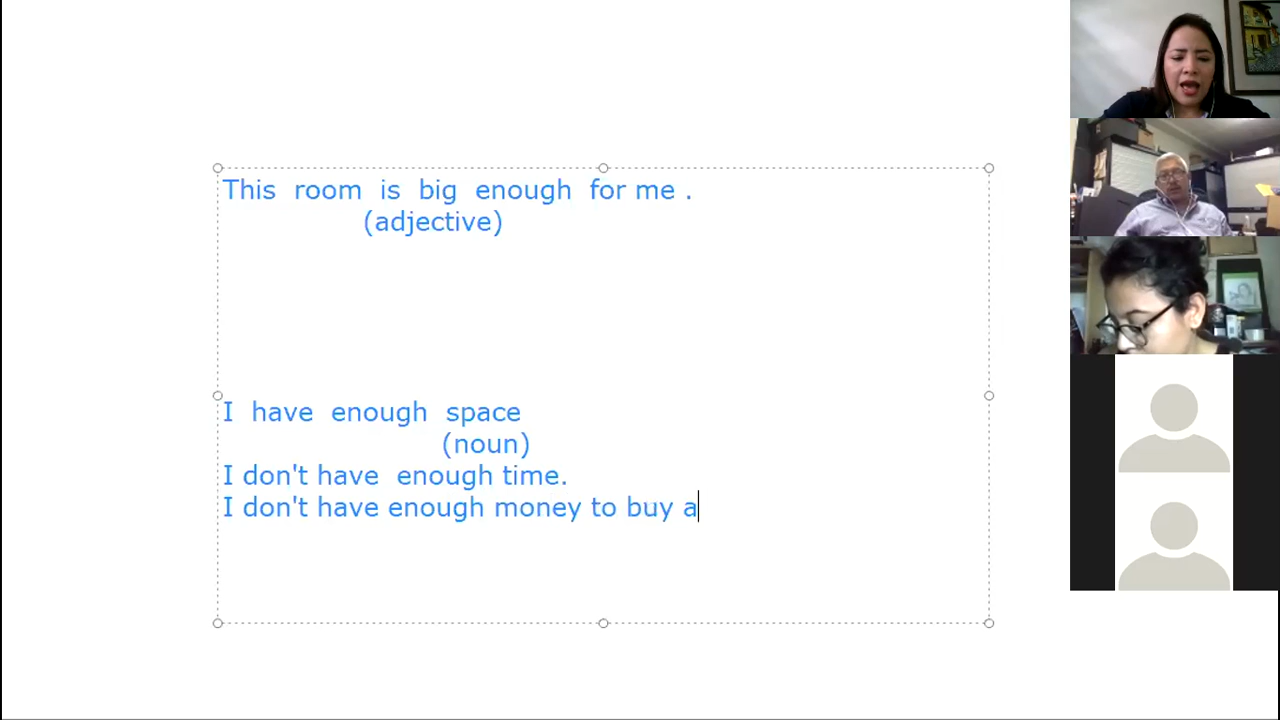 This room is big enough for me .
(adjective)
I have enough space
(noun)
I don't have enough time.
I don't have enough money to buy a